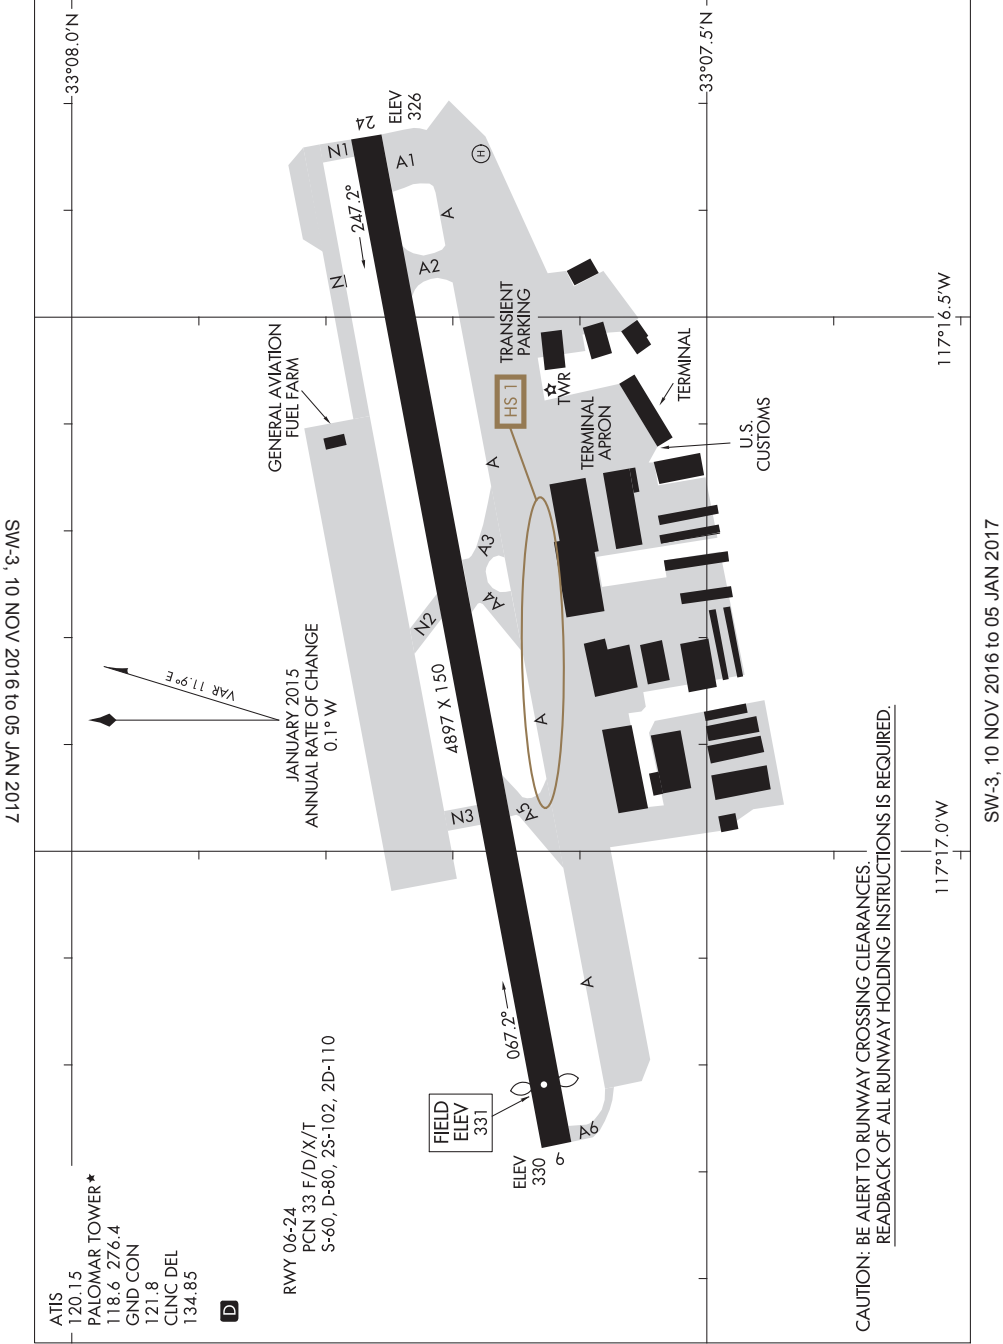 ATIS
120.15
PALOMAR TOWER★
118.6 276.4
GND CON
121.8
CLNC DEL
134.85
D
RWY 06-24
PCN 33 F/D/X/T
S-60, D-80, 2S-102, 2D-110
JANUARY 2015
ANNUAL RATE OF CHANGE
0.1° W
VAR 11.9° E
GENERAL AVIATION
FUEL FARM
33°08.0'N
33°07.5'N
117°16.5'W
117°17.0'W
FIELD
ELEV
331
ELEV
330
6
A6
067.2°
A
N3
A5
4897 X 150
A
N2
A4
A3
A
HS 1
N
A2
247.2°
A
N1
A1
24
ELEV
326
H
TRANSIENT
PARKING
TWR
TERMINAL
APRON
TERMINAL
U.S.
CUSTOMS
CAUTION: BE ALERT TO RUNWAY CROSSING CLEARANCES.
READBACK OF ALL RUNWAY HOLDING INSTRUCTIONS IS REQUIRED.
SW-3, 10 NOV 2016 to 05 JAN 2017
SW-3, 10 NOV 2016 to 05 JAN 2017